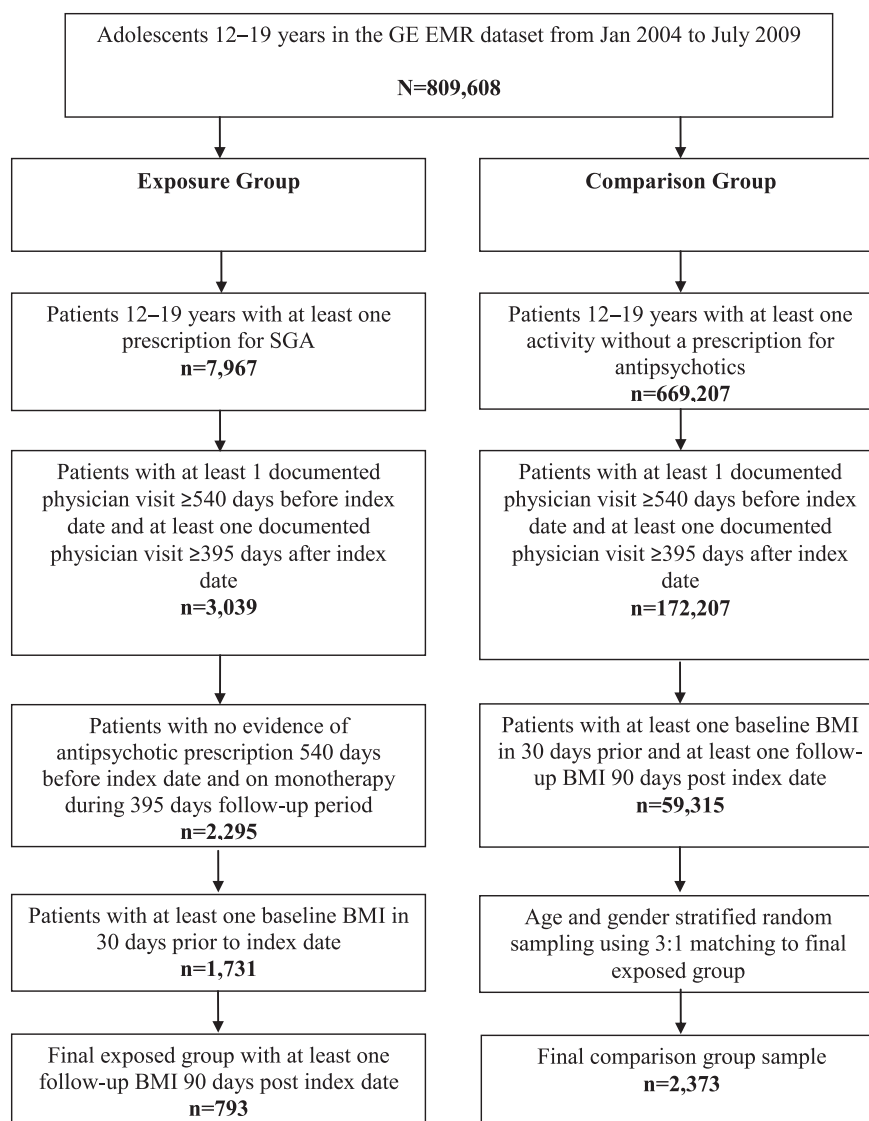 Adolescents 12–19 years in the GE EMR dataset from Jan 2004 to July 2009
N=809,608
Exposure Group
Patients 12–19 years with at least one
prescription for SGA
n=7,967
Patients with at least 1 documented
physician visit ≥540 days before index
date and at least one documented
physician visit ≥395 days after index
date
n=3,039
Patients with no evidence of
antipsychotic prescription 540 days
before index date and on monotherapy
during 395 days follow-up period
n=2,295
Patients with at least one baseline BMI in
30 days prior to index date
n=1,731
Final exposed group with at least one
follow-up BMI 90 days post index date
n=793
Comparison Group
Patients 12–19 years with at least one
activity without a prescription for
antipsychotics
n=669,207
Patients with at least 1 documented
physician visit ≥540 days before index
date and at least one documented
physician visit ≥395 days after index
date
n=172,207
Patients with at least one baseline BMI
in 30 days prior and at least one follow-
up BMI 90 days post index date
n=59,315
Age and gender stratified random
sampling using 3:1 matching to final
exposed group
Final comparison group sample
n=2,373